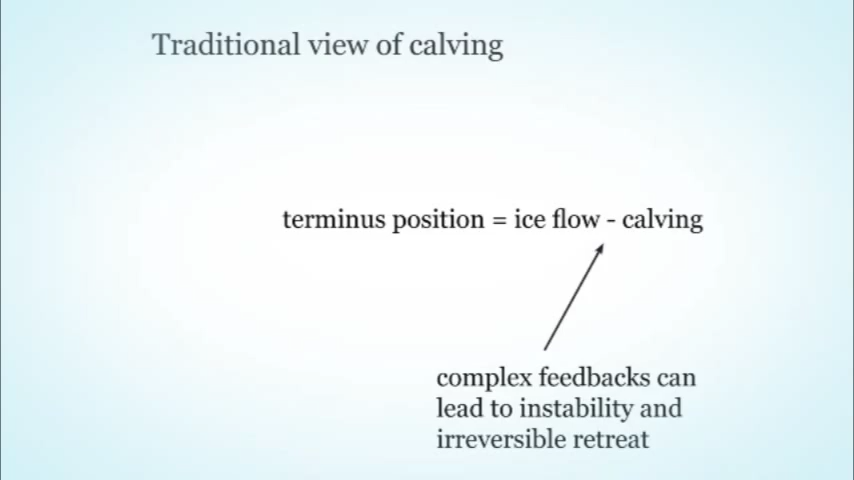 Traditional view of calving
terminus position = ice flow - calving
complex feedbacks can
lead to instability and
irreversible retreat